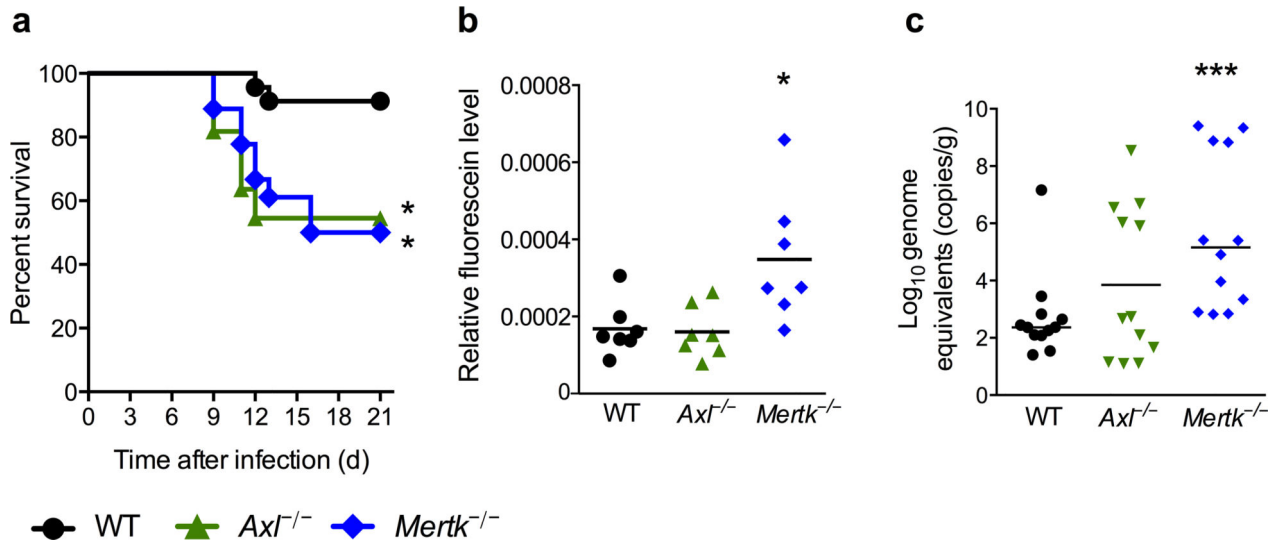 a
Percent survival
100
80
60
40
20
0
0 3 6 9 12 15 18 21
*
*
Time after infection (d)
b
Relative fluorescein level
0.0008
0.0006
0.0004
0.0002
0
*
WT Axl−/− Mertk−/−
c
Log10 genome
equivalents (copies/g)
10
8
6
4
2
0
***
WT Axl−/− Mertk−/−
WT Axl−/− Mertk−/−